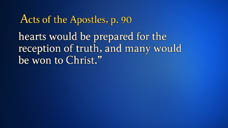 Acts of the Apostles, p. 90
hearts would be prepared for the
reception of truth, and many would
be won to Christ.”